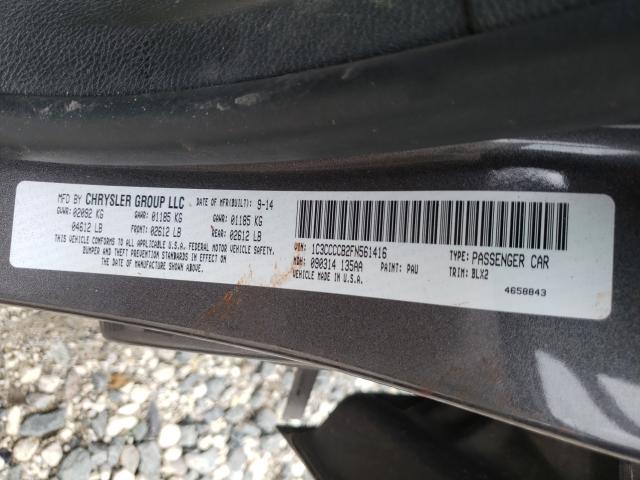 MFD BY CHRYSLER GROUP LLC DATE OF MFR(BUILT): 9-14
GVWR: 02092 KG GAWR: 01185 KG GAWR: 01185 KG
04612 LB FRONT: 02612 LB REAR: 02612 LB
THIS VEHICLE CONFORMS TO ALL APPLICABLE U.S.A. FEDERAL MOTOR VEHICLE SAFETY,
BUMPER AND THEFT PREVENTION STANDARDS IN EFFECT ON
THE DATE OF MANUFACTURE SHOWN ABOVE.
VIN: 1C3CCCCB2FN561416 TYPE: PASSENGER CAR
MDH: 090314 135AA PAINT: PAU TRIM: BLX2
VEHICLE MADE IN U.S.A.
4658843